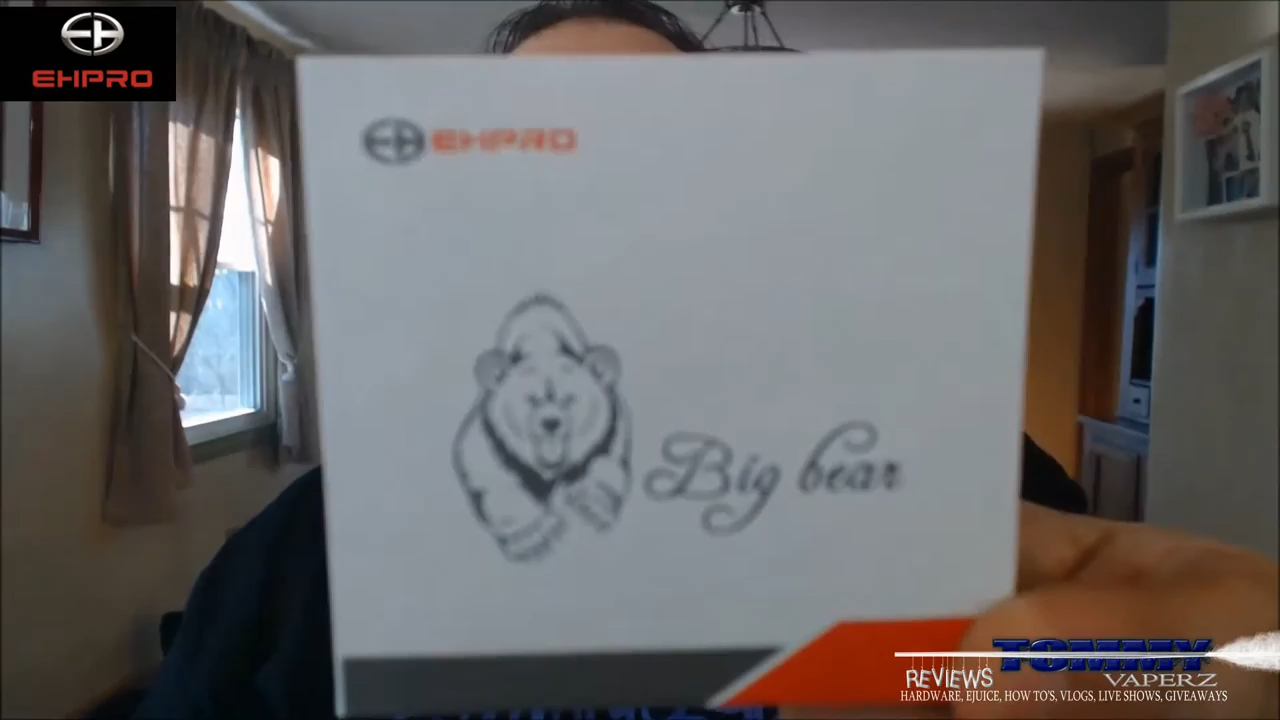 EHPRO
EHPRO
Big bear
TOMMY
VAPERZ
REVIEWS
HARDWARE, EJUICE, HOW TO'S, VLOGS, LIVE SHOWS, GIVEAWAYS